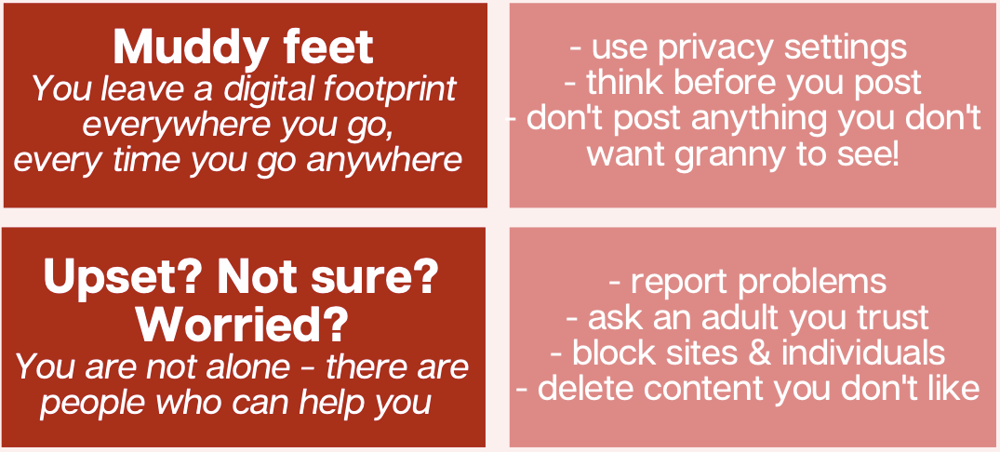 Muddy feet
You leave a digital footprint
everywhere you go,
every time you go anywhere
- use privacy settings
- think before you post
- don't post anything you don't
want granny to see!
Upset? Not sure?
Worried?
You are not alone - there are
people who can help you
- report problems
- ask an adult you trust
- block sites & individuals
- delete content you don't like